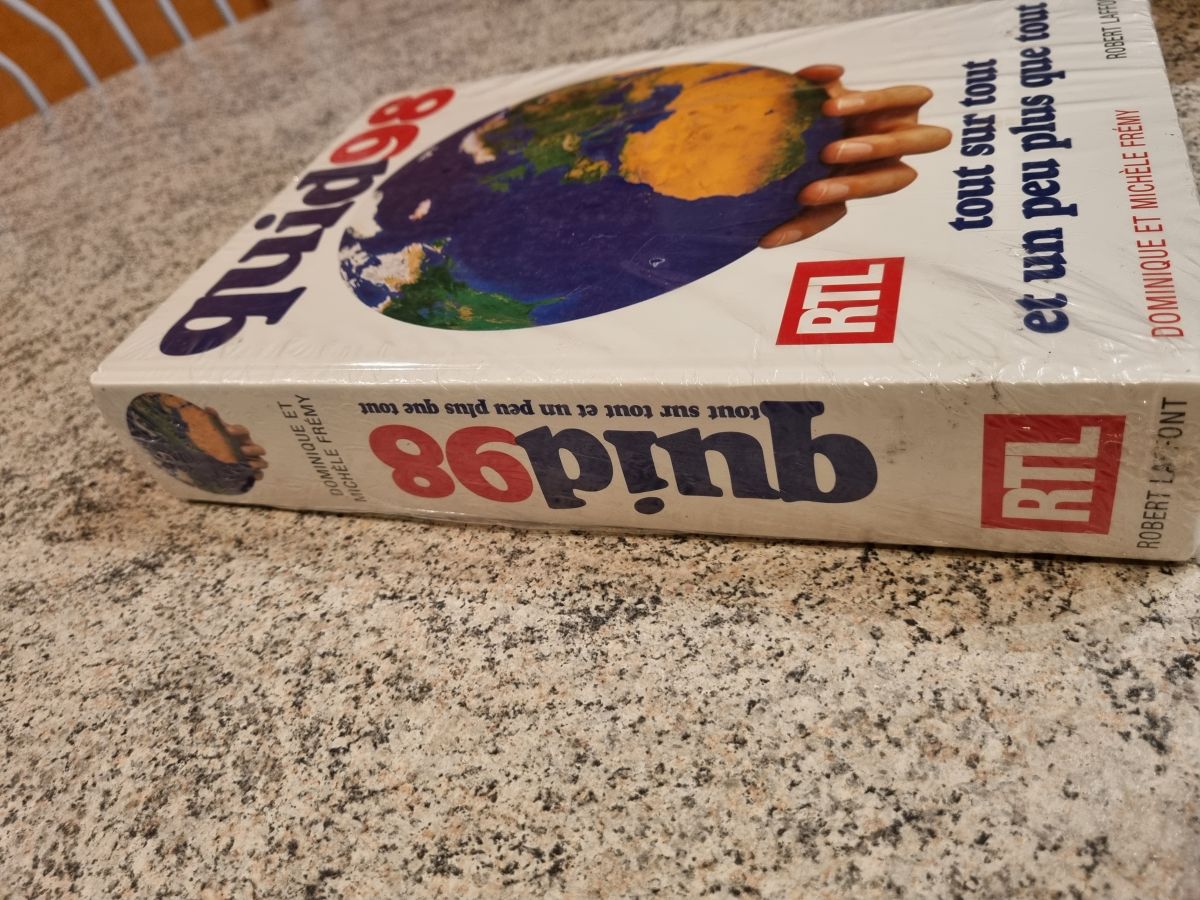 quid98
RTL
tout sur tout
et un peu plus que tout
DOMINIQUE ET MICHÈLE FRÉMY
DOMINIQUE ET
MICHÈLE FRÉMY
quid98
tout sur tout et un peu plus que tout
RTL
ROBERT LAFFONT